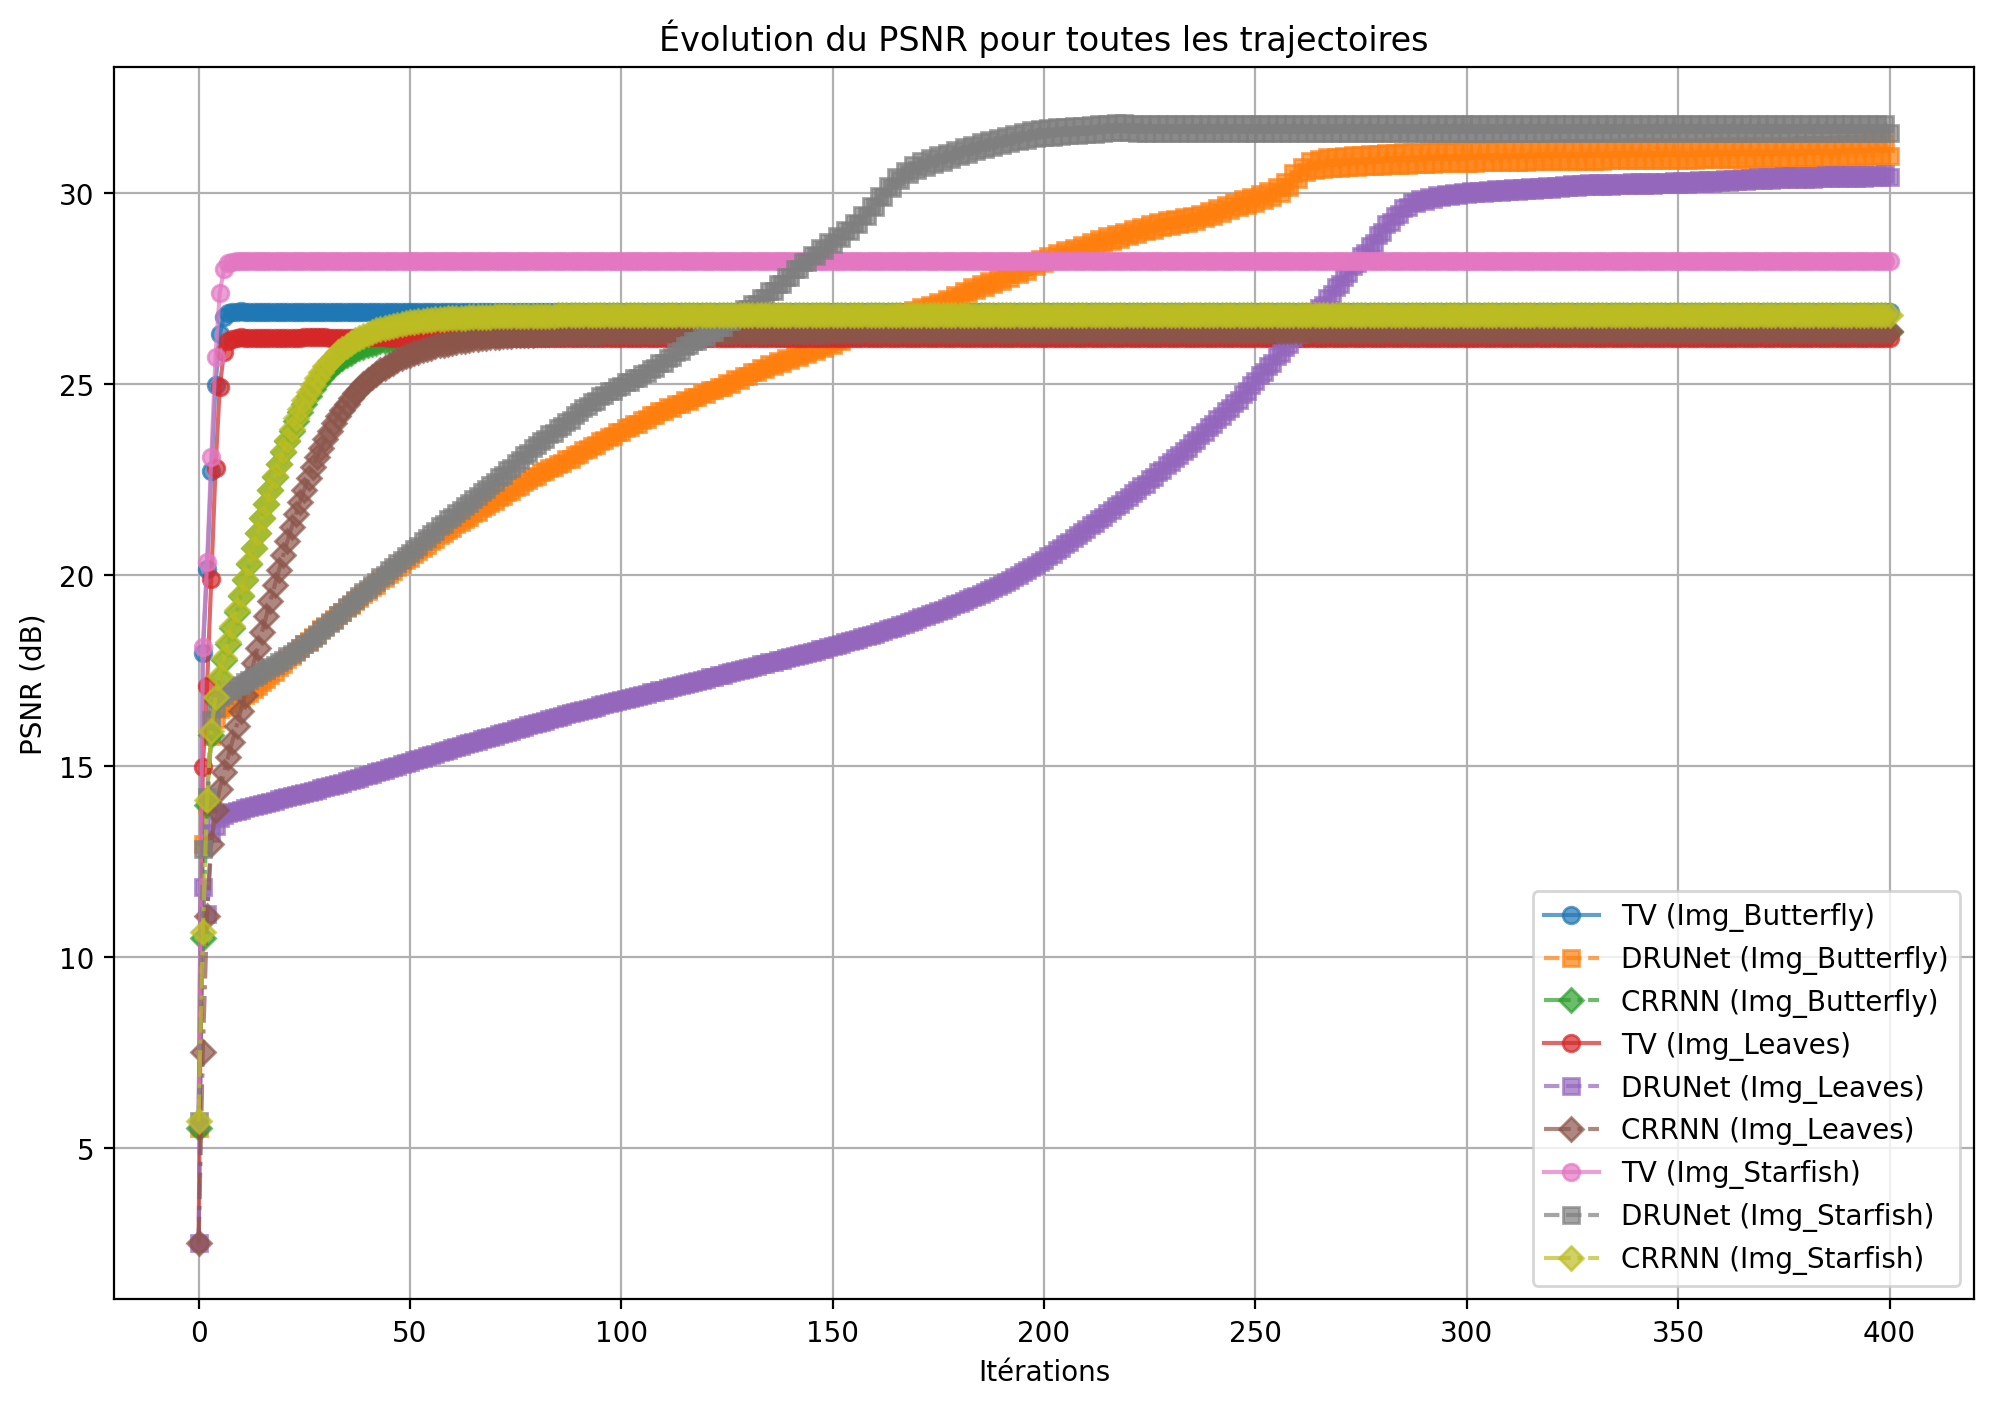 Évolution du PSNR pour toutes les trajectoires
PSNR (dB)
30
25
20
15
10
5
0 50 100 150 200 250 300 350 400
Itérations
TV (Img_Butterfly)
DRUNet (Img_Butterfly)
CRRNN (Img_Butterfly)
TV (Img_Leaves)
DRUNet (Img_Leaves)
CRRNN (Img_Leaves)
TV (Img_Starfish)
DRUNet (Img_Starfish)
CRRNN (Img_Starfish)